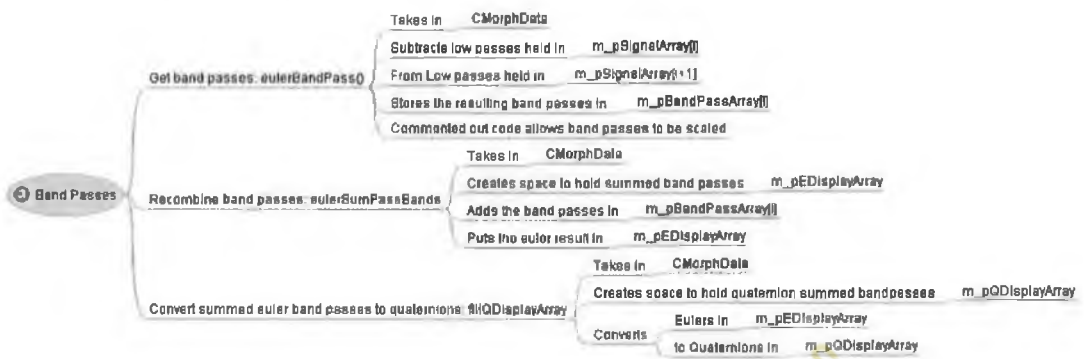 Band Passes
Get band passes: eulerBandPass()
Takes in CMorphData
Subtracts low passes held in m_pSignalArray[i]
From Low passes held in m_pSignalArray[i+1]
Stores the resulting band passes in m_pBandPassArray[i]
Commented out code allows band passes to be scaled
Recombine band passes: eulerSumPassBands
Takes in CMorphData
Creates space to hold summed band passes m_pEDisplayArray
Adds the band passes in m_pBandPassArray[i]
Puts the euler result in m_pEDisplayArray
Convert summed euler band passes to quaternions: fillQDisplayArray
Takes in CMorphData
Creates space to hold quaternion summed bandpasses m_pQDisplayArray
Converts
Eulers in m_pEDisplayArray
to Quaternions in m_pQDisplayArray